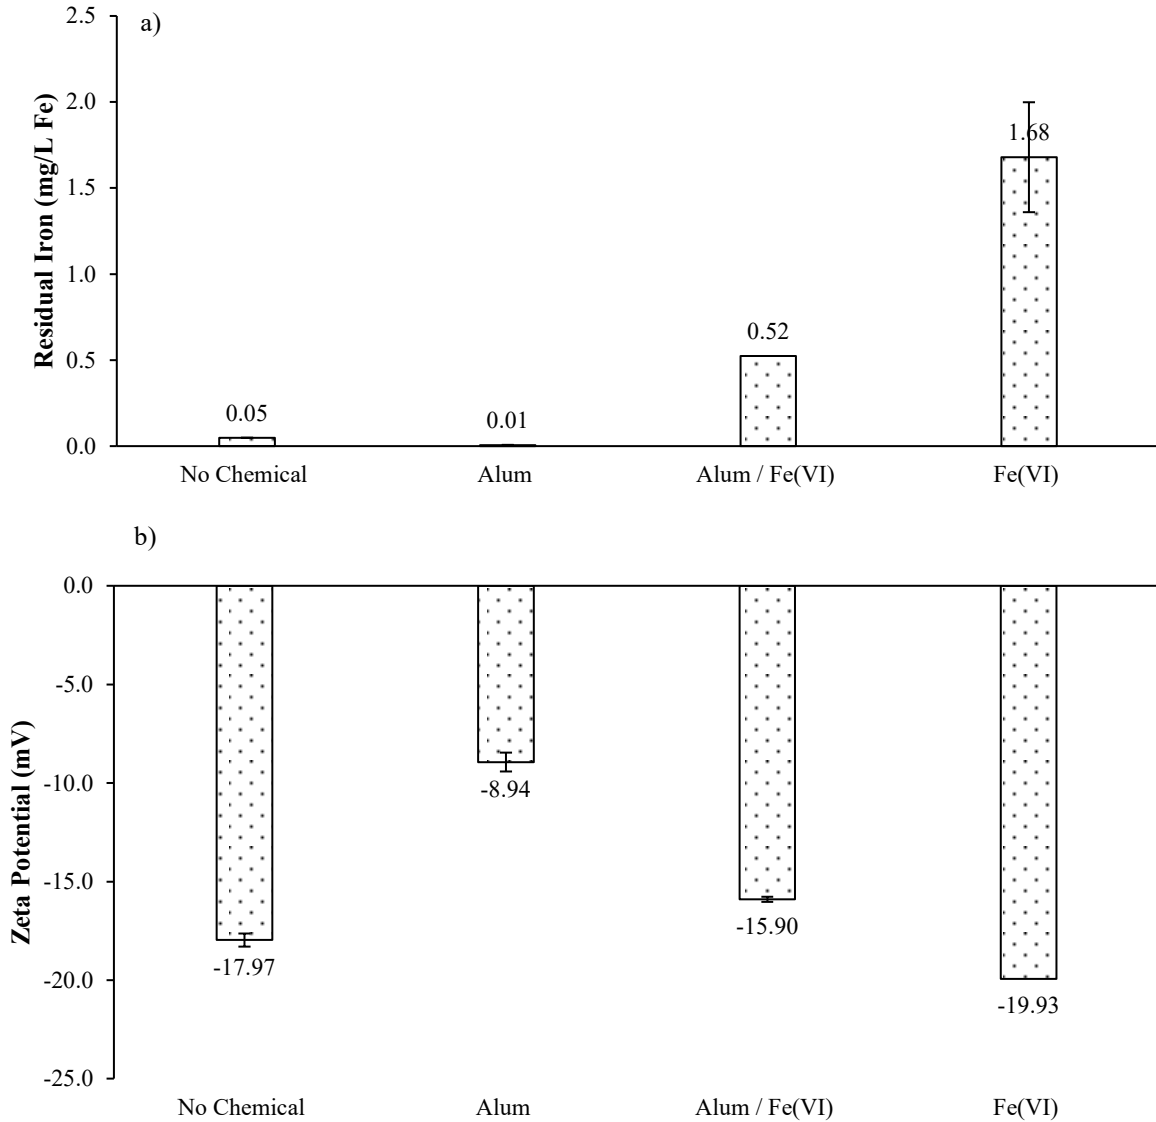 a)
Residual Iron (mg/L Fe)
2.5
2.0
1.5
1.0
0.5
0.0
0.05
0.01
0.52
1.68
No Chemical
Alum
Alum / Fe(VI)
Fe(VI)
b)
Zeta Potential (mV)
0.0
-5.0
-10.0
-15.0
-20.0
-25.0
-17.97
-8.94
-15.90
-19.93
No Chemical
Alum
Alum / Fe(VI)
Fe(VI)